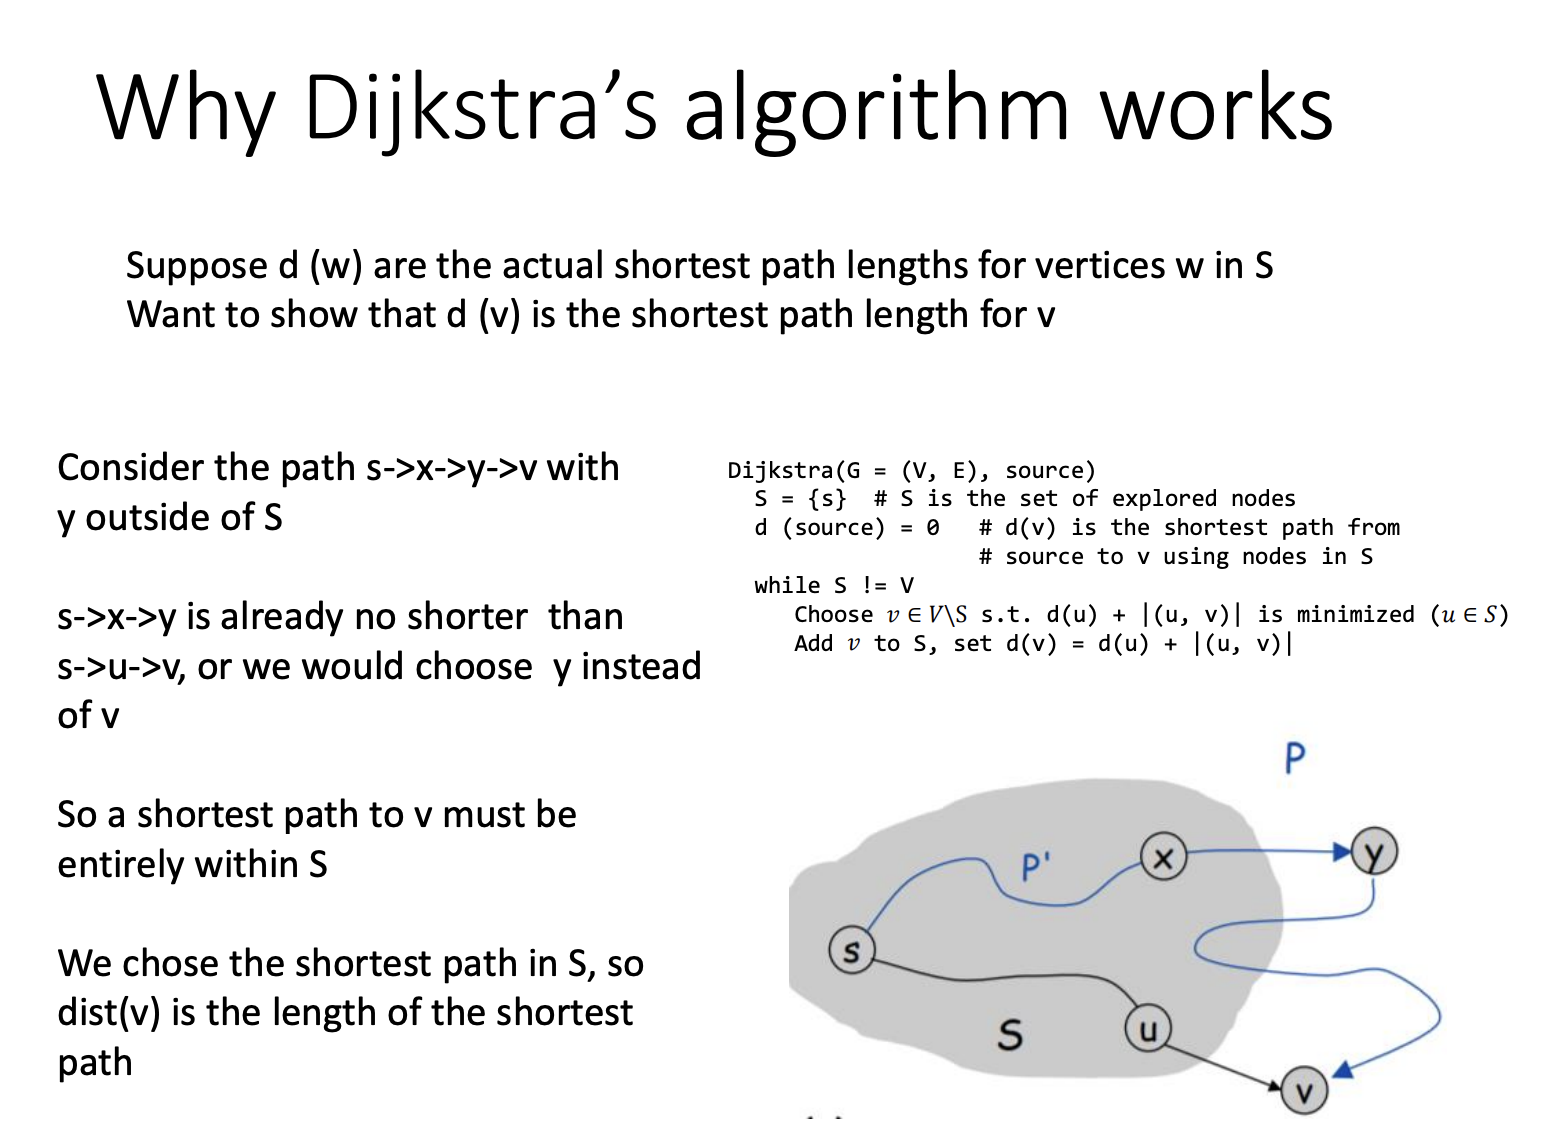 Why Dijkstra’s algorithm works
Suppose d (w) are the actual shortest path lengths for vertices w in S
Want to show that d (v) is the shortest path length for v
Consider the path s->x->y->v with
y outside of S
s->x->y is already no shorter  than
s->u->v, or we would choose  y instead
of v
So a shortest path to v must be
entirely within S
We chose the shortest path in S, so
dist(v) is the length of the shortest
path
Dijkstra(G = (V, E), source)
S = {s}  # S is the set of explored nodes
d (source) = 0   # d(v) is the shortest path from
# source to v using nodes in S
while S != V
Choose v ∈ V\S s.t. d(u) + |(u, v)| is minimized (u ∈ S)
Add v to S, set d(v) = d(u) + |(u, v)|
P
P'
x
y
s
S
u
v